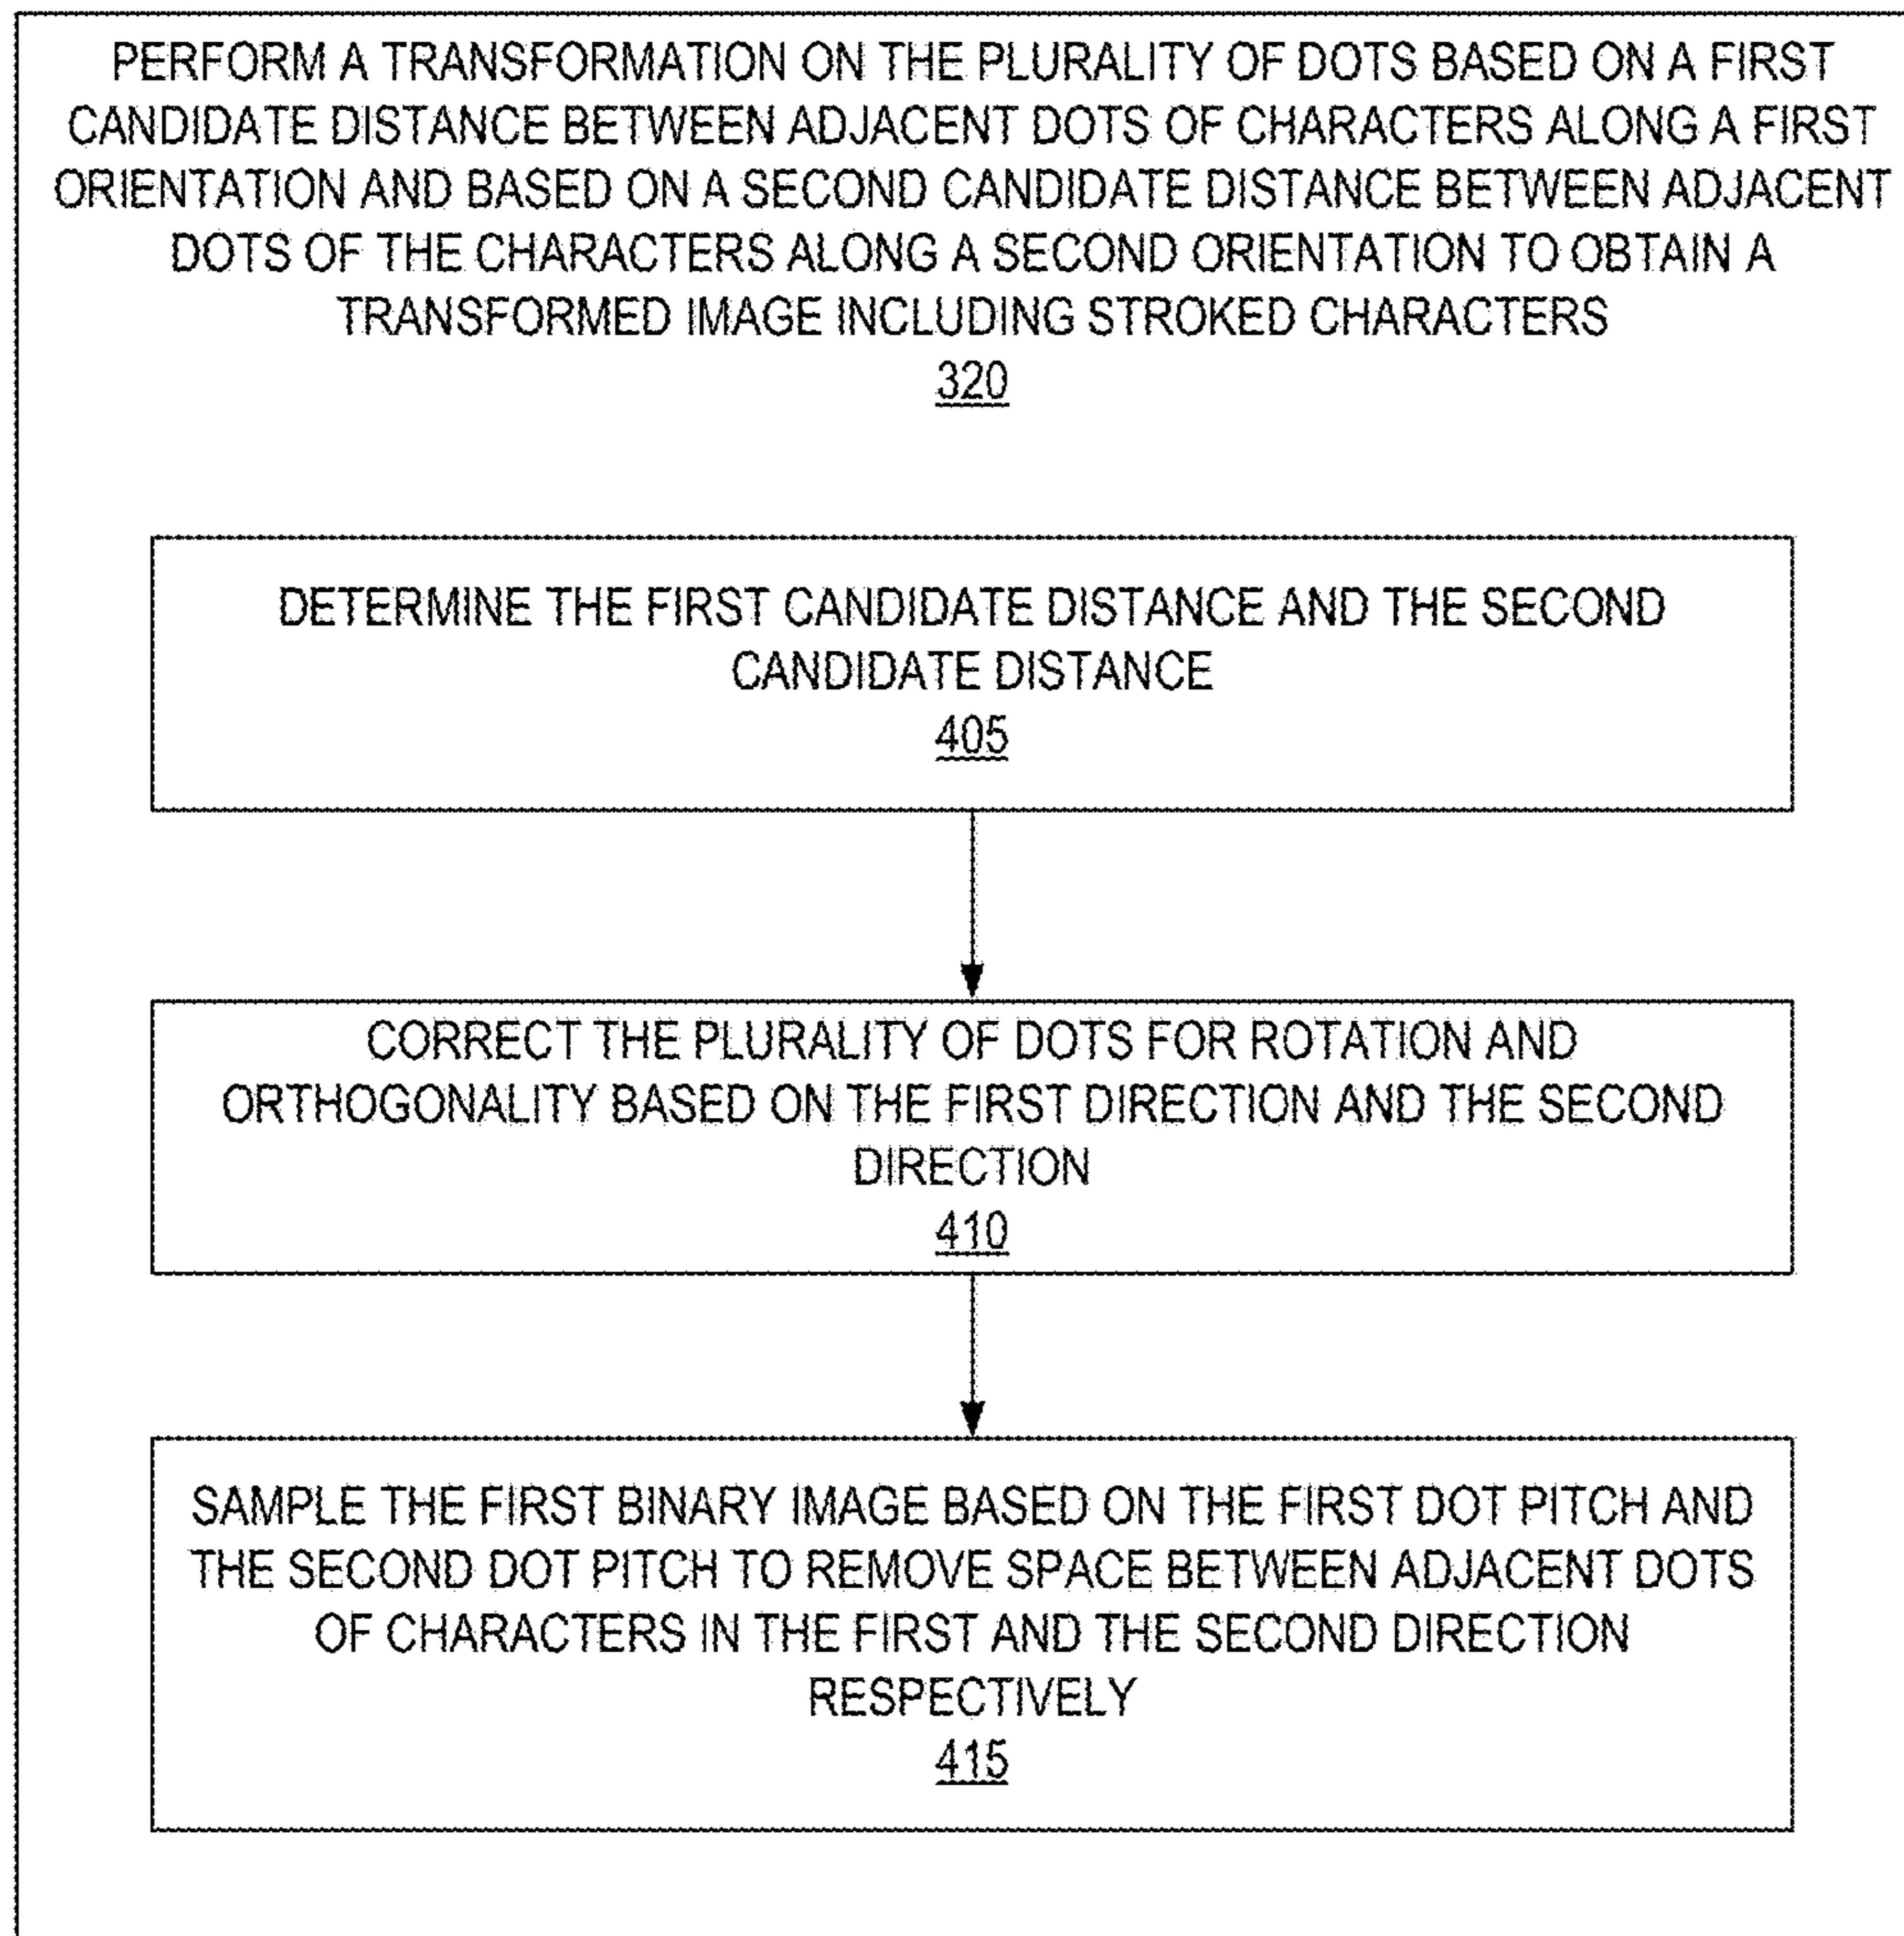 PERFORM A TRANSFORMATION ON THE PLURALITY OF DOTS BASED ON A FIRST
CANDIDATE DISTANCE BETWEEN ADJACENT DOTS OF CHARACTERS ALONG A FIRST
ORIENTATION AND BASED ON A SECOND CANDIDATE DISTANCE BETWEEN ADJACENT
DOTS OF THE CHARACTERS ALONG A SECOND ORIENTATION TO OBTAIN A
TRANSFORMED IMAGE INCLUDING STROKED CHARACTERS
320
DETERMINE THE FIRST CANDIDATE DISTANCE AND THE SECOND
CANDIDATE DISTANCE
405
CORRECT THE PLURALITY OF DOTS FOR ROTATION AND
ORTHOGONALITY BASED ON THE FIRST DIRECTION AND THE SECOND
DIRECTION
410
SAMPLE THE FIRST BINARY IMAGE BASED ON THE FIRST DOT PITCH AND
THE SECOND DOT PITCH TO REMOVE SPACE BETWEEN ADJACENT DOTS
OF CHARACTERS IN THE FIRST AND THE SECOND DIRECTION
RESPECTIVELY
415